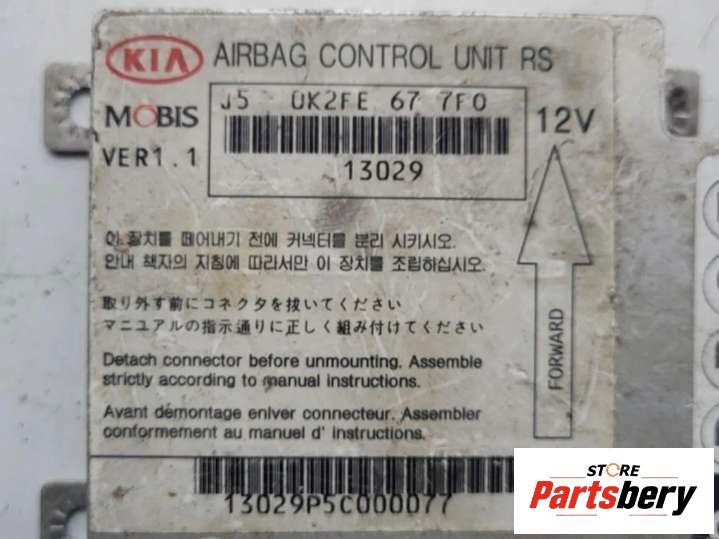 KIA AIRBAG CONTROL UNIT RS
MOBIS
J5 0K2FE 67 7F0
12V
VER1.1
13029
이 장치를 떼어내기 전에 커넥터를 분리 시키시오.
안내 책자의 지침에 따라서만 이 장치를 조립하십시오.
取り外す前にコネクタを抜いてください
マニュアルの指示通りに正しく組み付けてください
FORWARD
Detach connector before unmounting. Assemble
strictly according to manual instructions.
Avant démontage enlver connecteur. Assembler
conformement au manuel d' instructions.
13029P5C000077
STORE
Partsbery